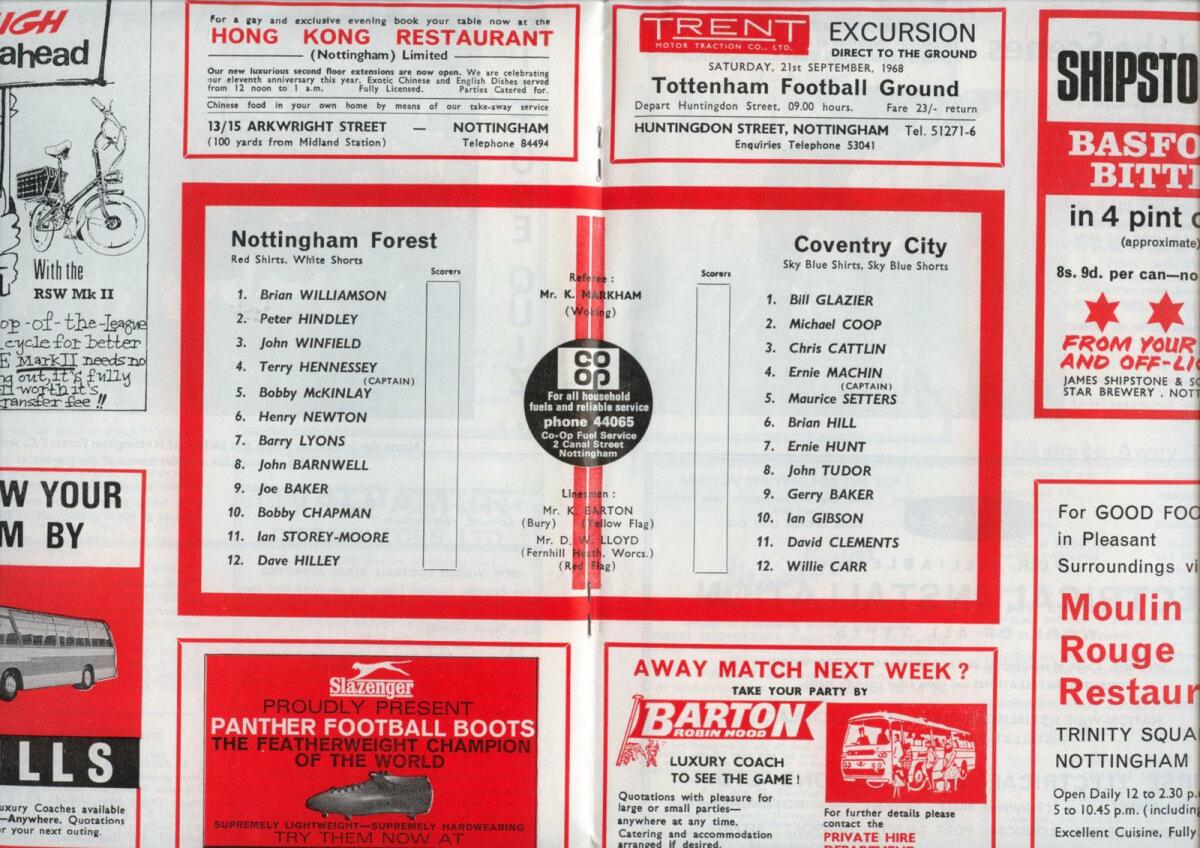 IGH
ahead
With the
RSW Mk II
op-of-the-League
cycle for better
E Mark II needs no
ng out, it's fully
worth it's
ransfer fee !!
W YOUR
M BY
LLS
uxury Coaches available
—Anywhere. Quotations
r your next outing.
For a gay and exclusive evening book your table now at the
HONG KONG RESTAURANT
(Nottingham) Limited
Our new luxurious second floor extensions are now open. We are celebrating
our eleventh anniversary this year. Exotic Chinese and English Dishes served
from 12 noon to 1 a.m. Fully Licensed. Parties Catered for.
Chinese food in your own home by means of our take-away service
13/15 ARKWRIGHT STREET — NOTTINGHAM
(100 yards from Midland Station) Telephone 84494
TRENT
MOTOR TRACTION CO., LTD.
EXCURSION
DIRECT TO THE GROUND
SATURDAY, 21st SEPTEMBER, 1968
Tottenham Football Ground
Depart Huntingdon Street, 09.00 hours. Fare 23/- return
HUNTINGDON STREET, NOTTINGHAM Tel. 51271-6
Enquiries Telephone 53041
Nottingham Forest
Red Shirts, White Shorts
Scorers
1. Brian WILLIAMSON
2. Peter HINDLEY
3. John WINFIELD
4. Terry HENNESSEY
(CAPTAIN)
5. Bobby McKINLAY
6. Henry NEWTON
7. Barry LYONS
8. John BARNWELL
9. Joe BAKER
10. Bobby CHAPMAN
11. Ian STOREY-MOORE
12. Dave HILLEY
Referee :
Mr. K. MARKHAM
(Woking)
CO
OP
For all household
fuels and reliable service
phone 44065
Co-Op Fuel Service
2 Canal Street
Nottingham
Linesmen :
Mr. K. BARTON
(Bury) (Yellow Flag)
Mr. D. W. LLOYD
(Fernhill Heath, Worcs.)
(Red Flag)
Coventry City
Sky Blue Shirts, Sky Blue Shorts
Scorers
1. Bill GLAZIER
2. Michael COOP
3. Chris CATTLIN
4. Ernie MACHIN
(CAPTAIN)
5. Maurice SETTERS
6. Brian HILL
7. Ernie HUNT
8. John TUDOR
9. Gerry BAKER
10. Ian GIBSON
11. David CLEMENTS
12. Willie CARR
Slazenger
PROUDLY PRESENT
PANTHER FOOTBALL BOOTS
THE FEATHERWEIGHT CHAMPION
OF THE WORLD
SUPREMELY LIGHTWEIGHT—SUPREMELY HARDWEARING
TRY THEM NOW AT
AWAY MATCH NEXT WEEK ?
TAKE YOUR PARTY BY
BARTON
ROBIN HOOD
LUXURY COACH
TO SEE THE GAME !
Quotations with pleasure for
large or small parties—
anywhere at any time.
Catering and accommodation
arranged if desired.
For further details please
contact the
PRIVATE HIRE
DEPARTMENT
SHIPSTO
BASFO
BITT
in 4 pint c
(approximate)
8s. 9d. per can—no
FROM YOUR
AND OFF-LI
JAMES SHIPSTONE & SO
STAR BREWERY . NOTT
For GOOD FOO
in Pleasant
Surroundings vi
Moulin
Rouge
Restaur
TRINITY SQUA
NOTTINGHAM
Open Daily 12 to 2.30 p.
5 to 10.45 p.m. (includin
Excellent Cuisine, Fully